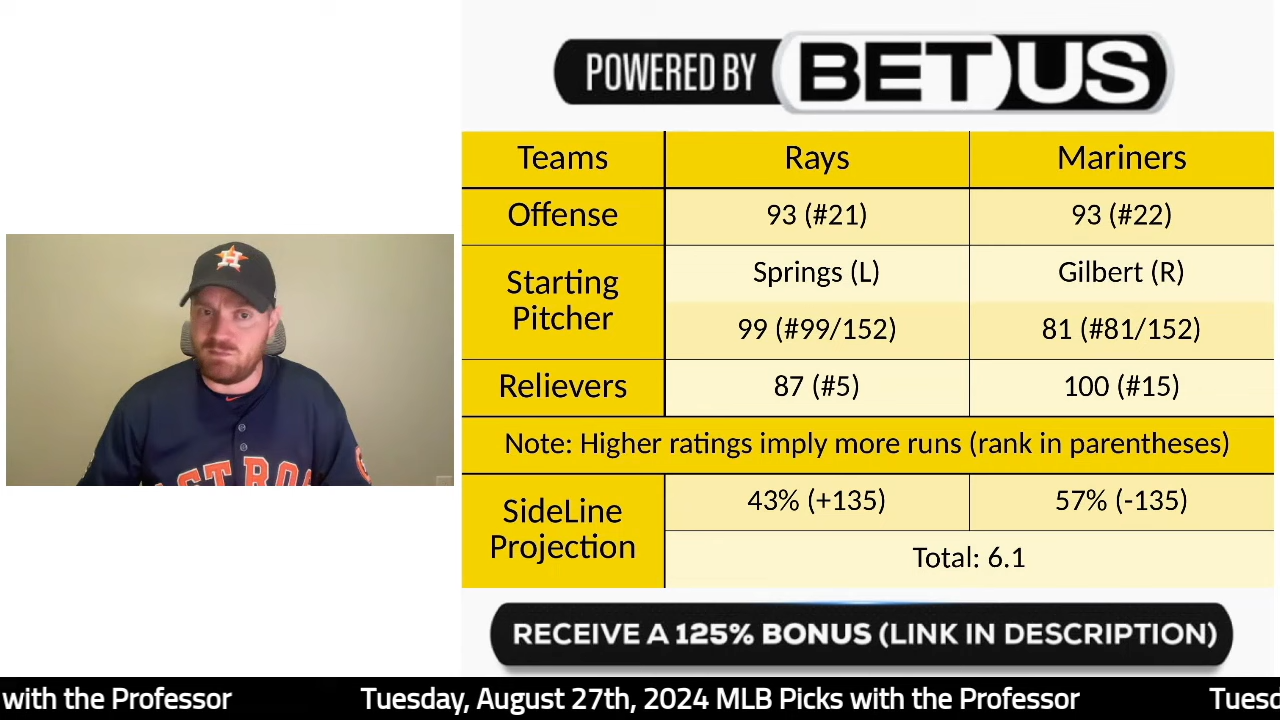 POWERED BY BETUS
Teams Rays Mariners
Offense 93 (#21) 93 (#22)
Starting Pitcher Springs (L) Gilbert (R)
99 (#99/152) 81 (#81/152)
Relievers 87 (#5) 100 (#15)
Note: Higher ratings imply more runs (rank in parentheses)
SideLine Projection 43% (+135) 57% (-135)
Total: 6.1
RECEIVE A 125% BONUS (LINK IN DESCRIPTION)
H
ASTROS
with the Professor Tuesday, August 27th, 2024 MLB Picks with the Professor Tuesd